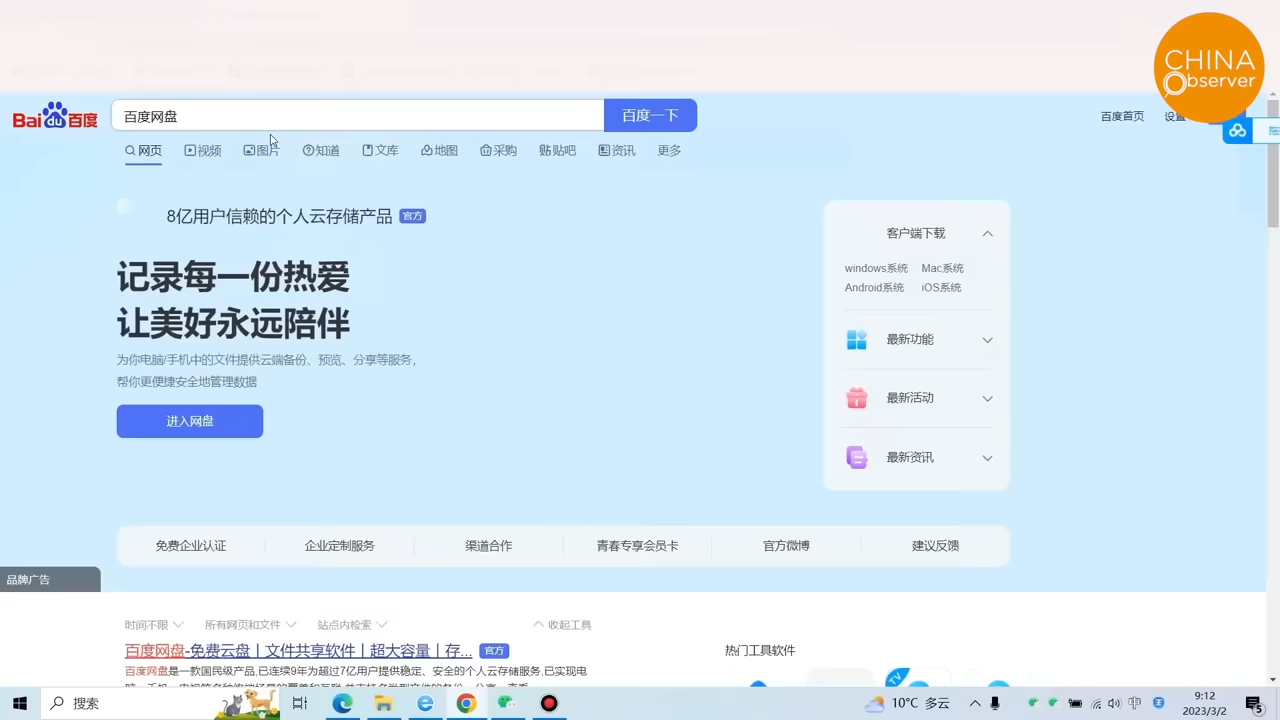 CHINA
Observer
Bai du 百度
百度网盘
百度一下
百度首页
设置
网页
视频
图片
知道
文库
地图
采购
贴吧
资讯
更多
8亿用户信赖的个人云存储产品 官方
记录每一份热爱
让美好永远陪伴
为你电脑/手机中的文件提供云端备份、预览、分享等服务，
帮你更便捷安全地管理数据
进入网盘
客户端下载
windows系统 Mac系统
Android系统 iOS系统
最新功能
最新活动
最新资讯
免费企业认证
企业定制服务
渠道合作
青春专享会员卡
官方微博
建议反馈
品牌广告
时间不限 所有网页和文件 站点内检索 收起工具
百度网盘-免费云盘丨文件共享软件丨超大容量丨存... 官方
百度网盘是一款国民级产品,已连续9年为超过7亿用户提供稳定、安全的个人云存储服务,已实现电
热门工具软件
搜索
10°C 多云
中
9:12
2023/3/2
5